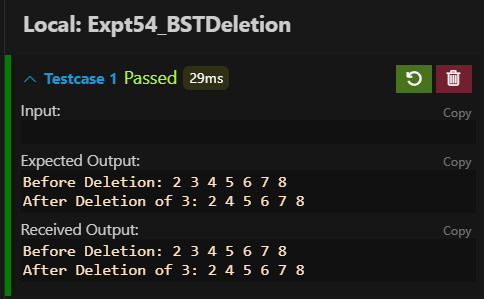 Local: Expt54_BSTDeletion
Testcase 1 Passed 29ms
Input:
Copy
Expected Output:
Copy
Before Deletion: 2 3 4 5 6 7 8
After Deletion of 3: 2 4 5 6 7 8
Received Output:
Copy
Before Deletion: 2 3 4 5 6 7 8
After Deletion of 3: 2 4 5 6 7 8